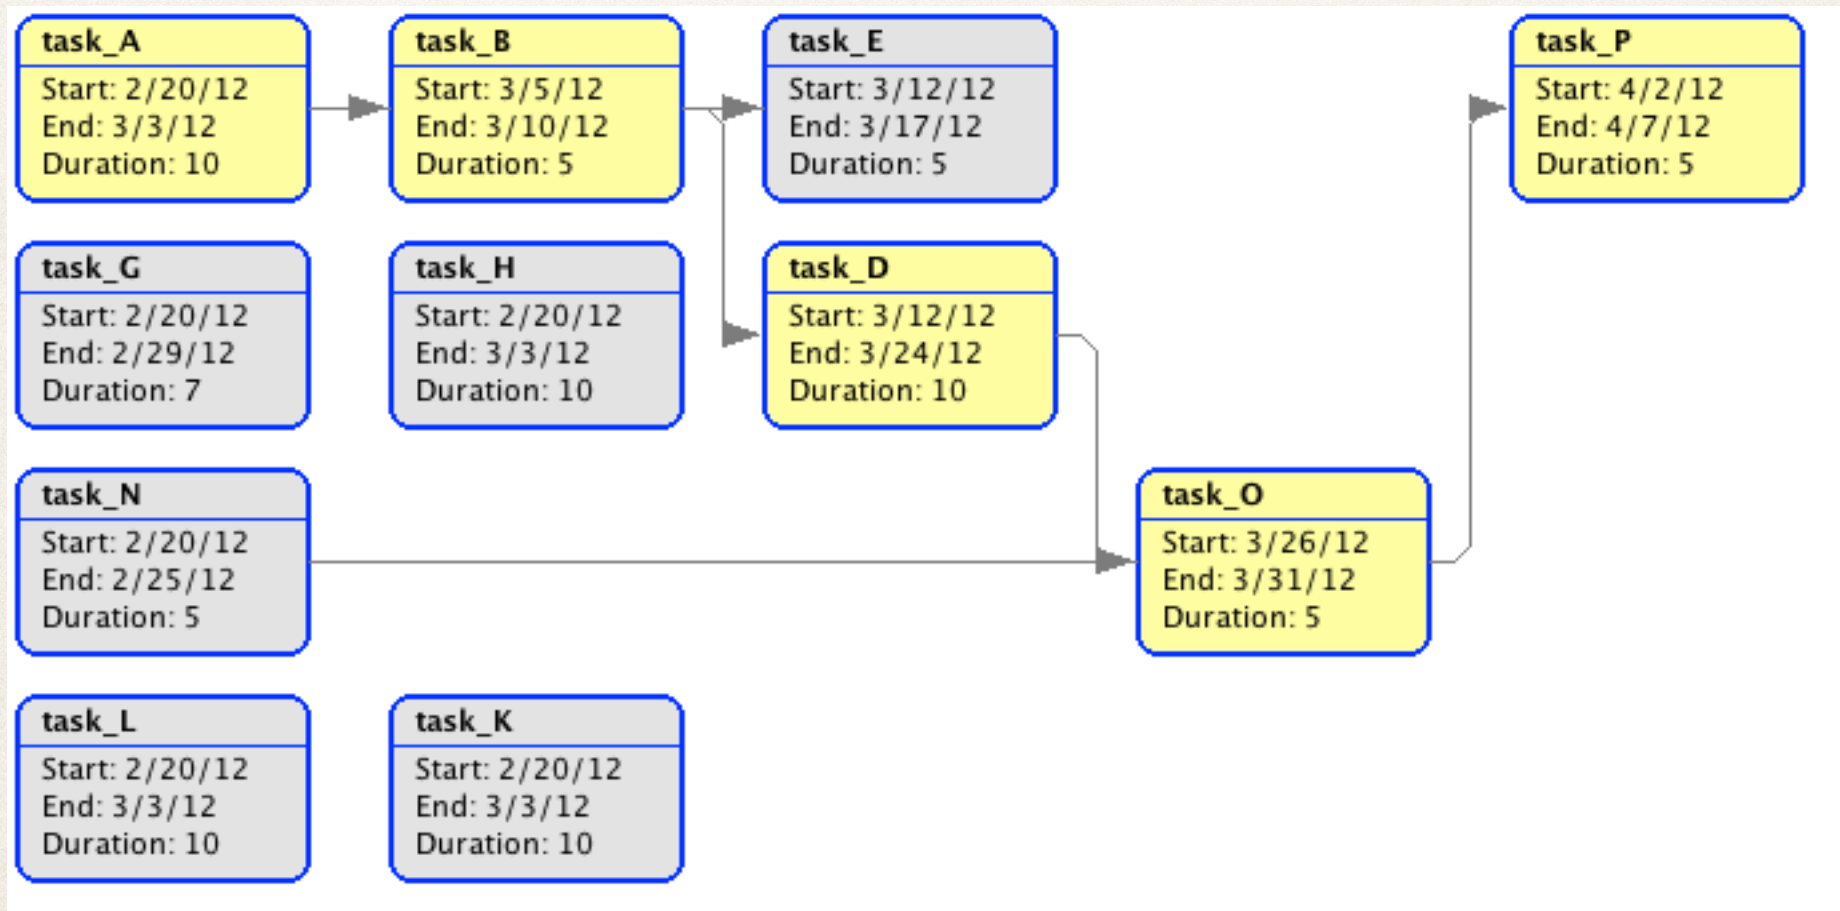 task_A
Start: 2/20/12
End: 3/3/12
Duration: 10
task_B
Start: 3/5/12
End: 3/10/12
Duration: 5
task_E
Start: 3/12/12
End: 3/17/12
Duration: 5
task_P
Start: 4/2/12
End: 4/7/12
Duration: 5
task_G
Start: 2/20/12
End: 2/29/12
Duration: 7
task_H
Start: 2/20/12
End: 3/3/12
Duration: 10
task_D
Start: 3/12/12
End: 3/24/12
Duration: 10
task_N
Start: 2/20/12
End: 2/25/12
Duration: 5
task_O
Start: 3/26/12
End: 3/31/12
Duration: 5
task_L
Start: 2/20/12
End: 3/3/12
Duration: 10
task_K
Start: 2/20/12
End: 3/3/12
Duration: 10